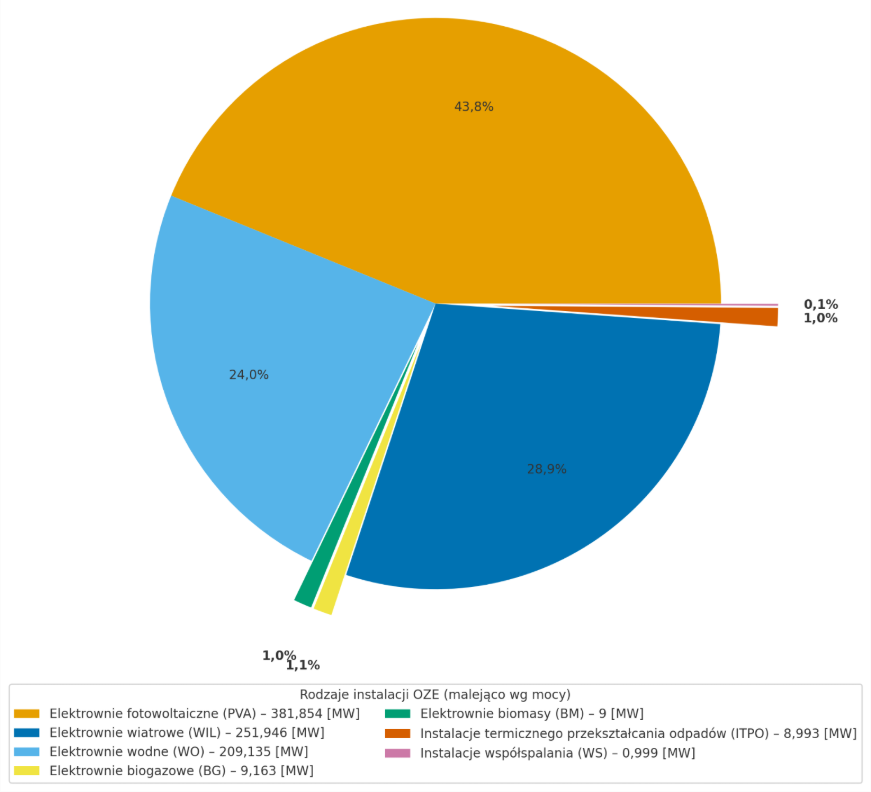 43,8%
0,1%
1,0%
24,0%
28,9%
1,0%
1,1%
Rodzaje instalacji OZE (malejąco wg mocy)
Elektrownie fotowoltaiczne (PVA) – 381,854 [MW]
Elektrownie wiatrowe (WIL) – 251,946 [MW]
Elektrownie wodne (WO) – 209,135 [MW]
Elektrownie biogazowe (BG) – 9,163 [MW]
Elektrownie biomasy (BM) – 9 [MW]
Instalacje termicznego przekształcania odpadów (ITPO) – 8,993 [MW]
Instalacje współspalania (WS) – 0,999 [MW]